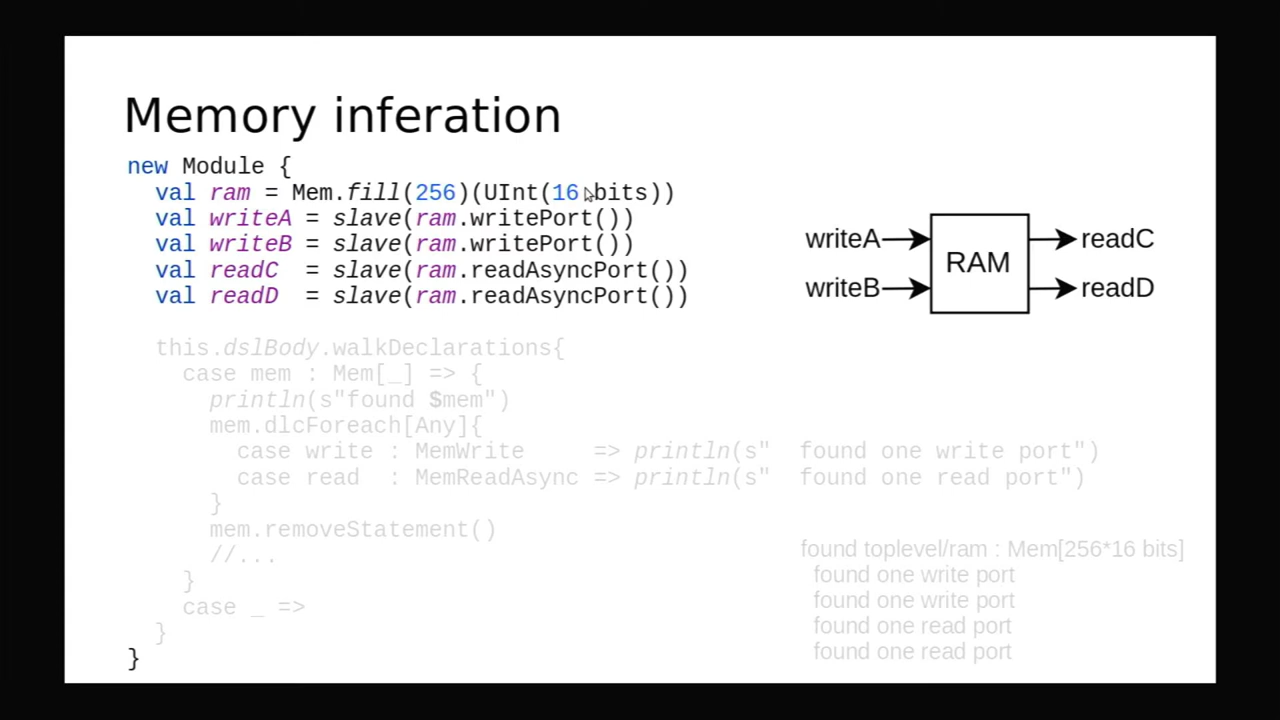 Memory inferation
new Module {
val ram = Mem.fill(256)(UInt(16 bits))
val writeA = slave(ram.writePort())
val writeB = slave(ram.writePort())
val readC  = slave(ram.readAsyncPort())
val readD  = slave(ram.readAsyncPort())
this.dslBody.walkDeclarations{
case mem : Mem[_] => {
println(s"found $mem")
mem.dlcForeach[Any]{
case write : MemWrite     => println(s"  found one write port")
case read  : MemReadAsync => println(s"  found one read port")
}
mem.removeStatement()
//...
}
case _ =>
}
}
writeA
writeB
RAM
readC
readD
found toplevel/ram : Mem[256*16 bits]
found one write port
found one write port
found one read port
found one read port